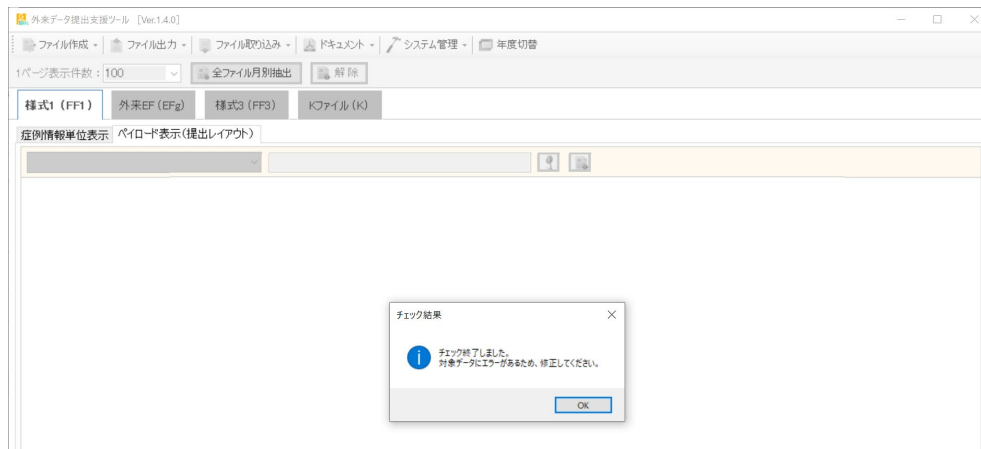 外来データ提出支援ツール [Ver.1.4.0]
ファイル作成 ファイル出力 ファイル取り込み ドキュメント システム管理 年度切替
1ページ表示件数：100 全ファイル月別抽出 解除
様式1 (FF1) 外来EF (EFg) 様式3 (FF3) Kファイル (K)
症例情報単位表示 ペイロード表示(提出レイアウト)
チェック結果
チェック終了しました。
対象データにエラーがあるため、修正してください。
OK